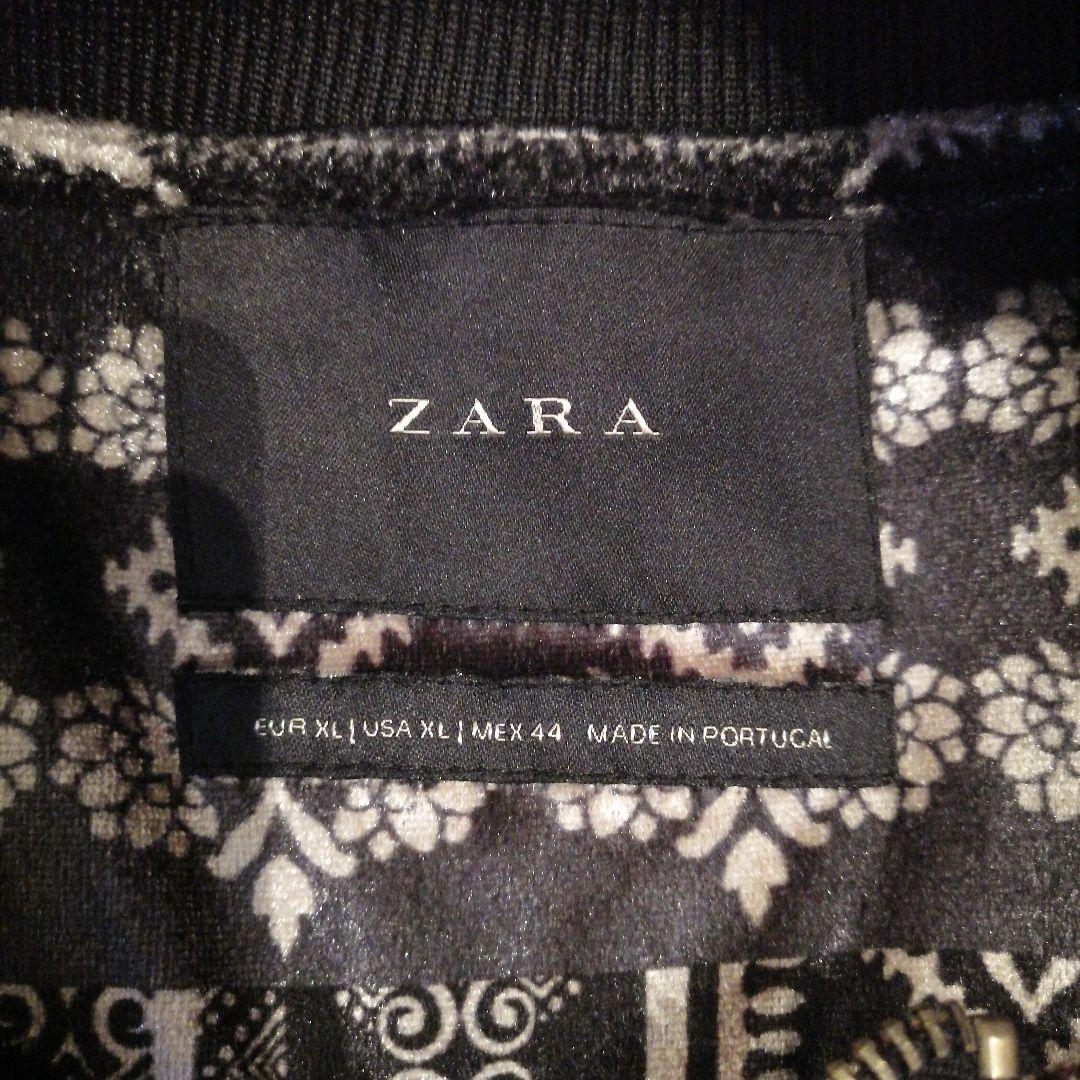 ZARA
EUR XL | USA XL | MEX 44 MADE IN PORTUGAL